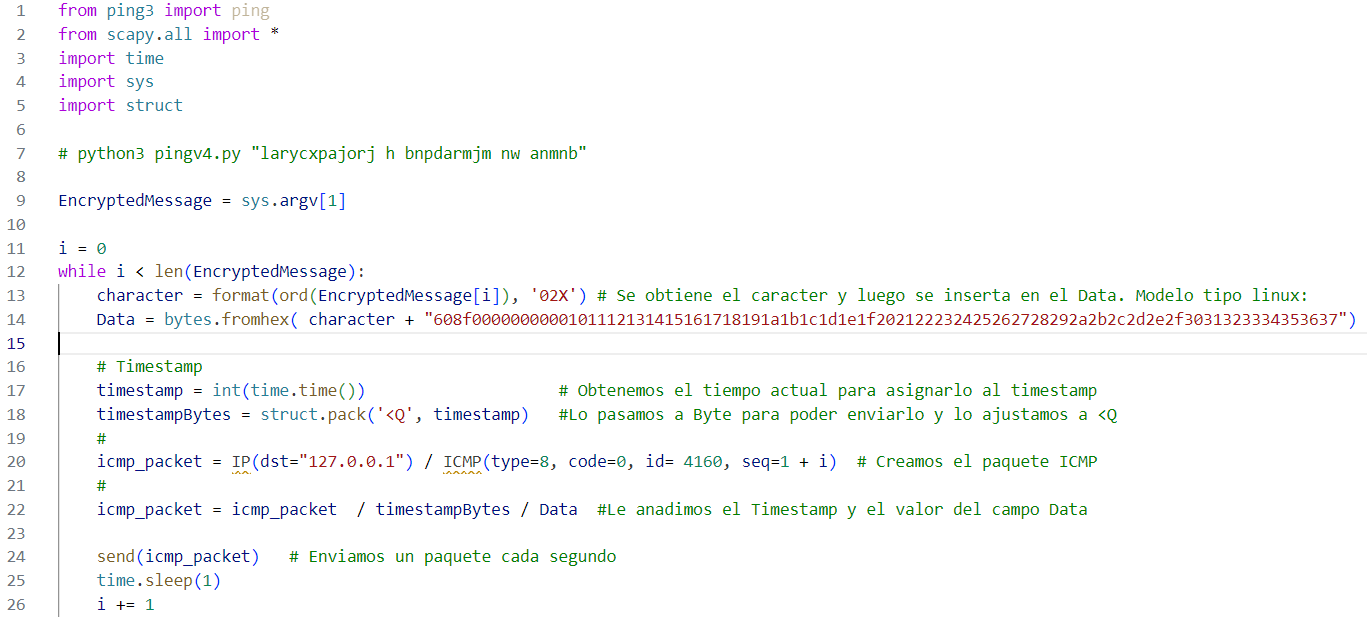 1 from ping3 import ping
2 from scapy.all import *
3 import time
4 import sys
5 import struct
6
7 # python3 pingv4.py "larycxpajorj h bnpdarmjm nw anmnb"
8
9 EncryptedMessage = sys.argv[1]
10
11 i = 0
12 while i < len(EncryptedMessage):
13     character = format(ord(EncryptedMessage[i]), '02X') # Se obtiene el caracter y luego se inserta en el Data. Modelo tipo linux:
14     Data = bytes.fromhex( character + "608f0000000000101112131415161718191a1b1c1d1e1f202122232425262728292a2b2c2d2e2f3031323334353637")
15
16     # Timestamp
17     timestamp = int(time.time())                    # Obtenemos el tiempo actual para asignarlo al timestamp
18     timestampBytes = struct.pack('<Q', timestamp)   #Lo pasamos a Byte para poder enviarlo y lo ajustamos a <Q
19     #
20     icmp_packet = IP(dst="127.0.0.1") / ICMP(type=8, code=0, id= 4160, seq=1 + i)  # Creamos el paquete ICMP
21     #
22     icmp_packet = icmp_packet  / timestampBytes / Data  #Le anadimos el Timestamp y el valor del campo Data
23
24     send(icmp_packet)   # Enviamos un paquete cada segundo
25     time.sleep(1)
26     i += 1